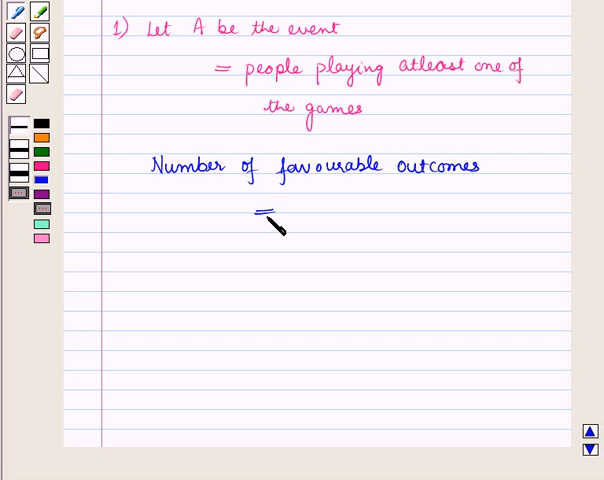 1) Let A be the event
= people playing atleast one of
the games
Number of favourable outcomes
=